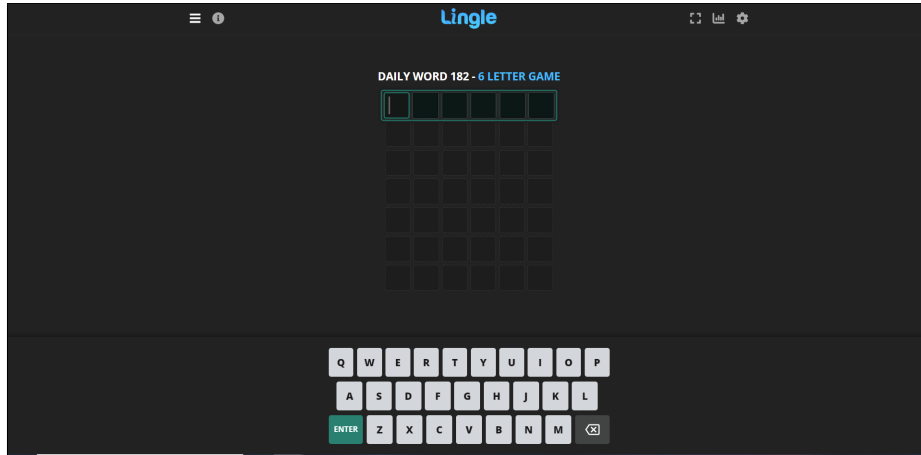 Lingle
DAILY WORD 182 - 6 LETTER GAME
Q W E R T Y U I O P
A S D F G H J K L
ENTER Z X C V B N M